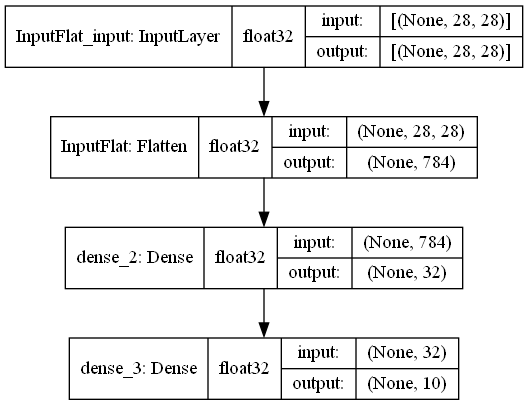 InputFlat_input: InputLayer float32 input: [(None, 28, 28)]
output: [(None, 28, 28)]
InputFlat: Flatten float32 input: (None, 28, 28)
output: (None, 784)
dense_2: Dense float32 input: (None, 784)
output: (None, 32)
dense_3: Dense float32 input: (None, 32)
output: (None, 10)